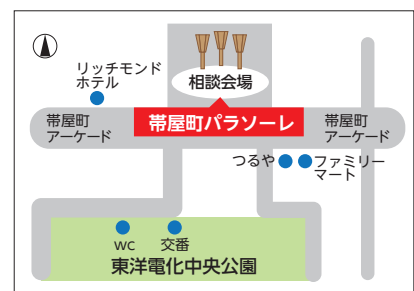 リッチモンド
ホテル
相談会場
帯屋町
アーケード
帯屋町パラソーレ
帯屋町
アーケード
つるや
ファミリー
マート
WC
交番
東洋電化中央公園